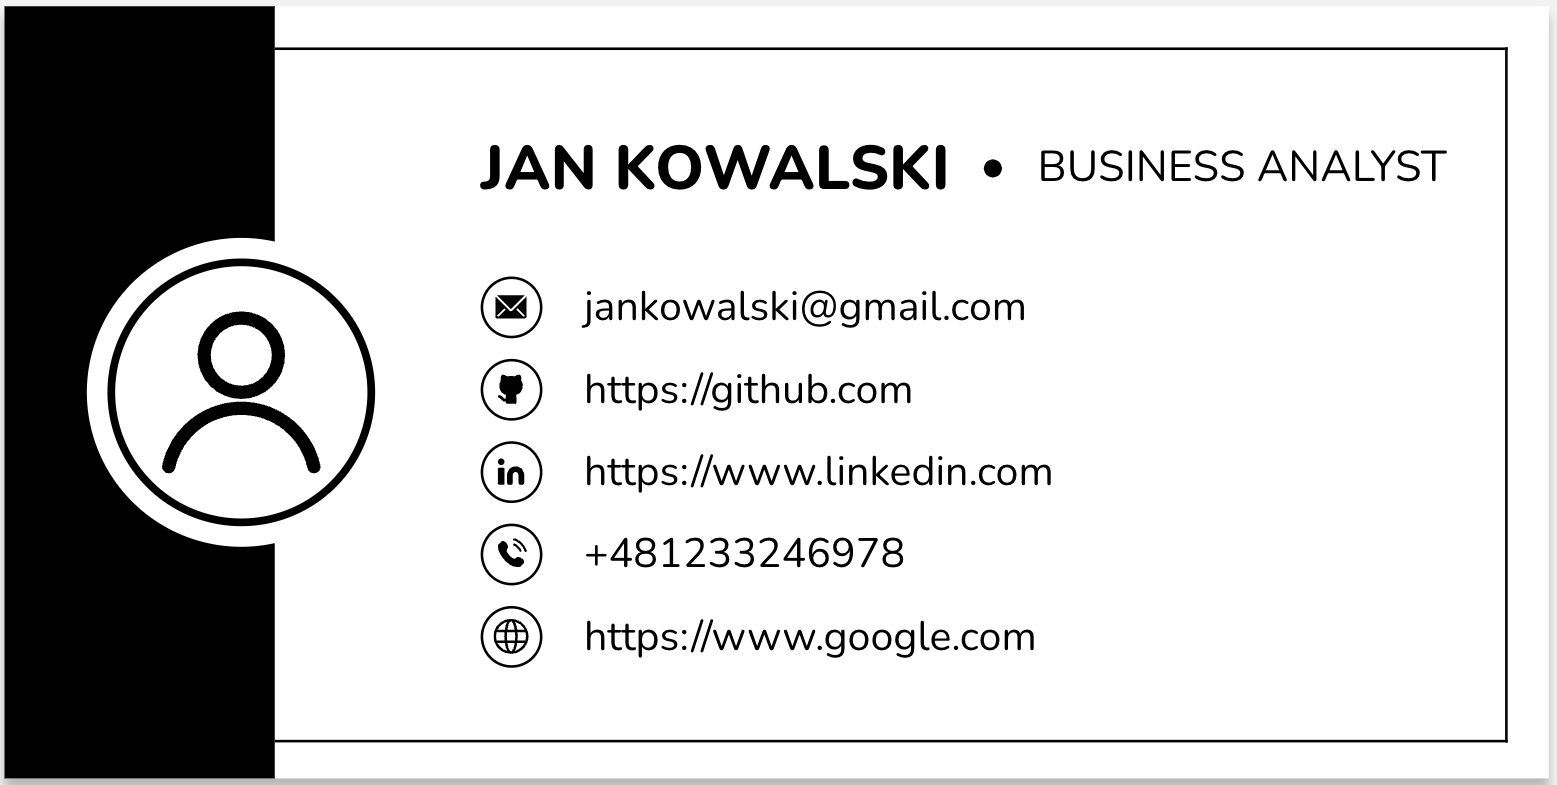 JAN KOWALSKI • BUSINESS ANALYST
jankowalski@gmail.com
https://github.com
https://www.linkedin.com
+481233246978
https://www.google.com